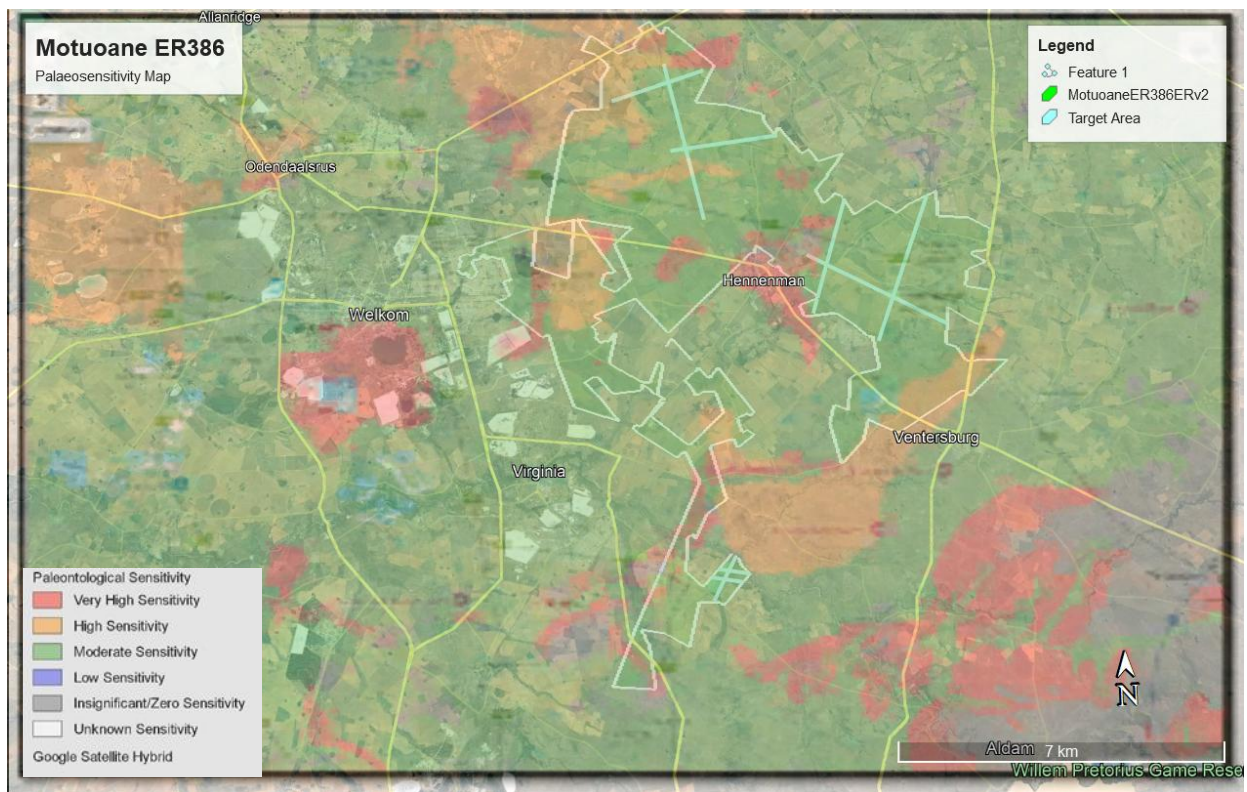 Allanridge
Motuoane ER386
Palaeosensitivity Map
Legend
Feature 1
MotuoaneER386ERv2
Target Area
Odendaalsrus
Hennenman
Welkom
Ventersburg
Virginia
Paleontological Sensitivity
Very High Sensitivity
High Sensitivity
Moderate Sensitivity
Low Sensitivity
Insignificant/Zero Sensitivity
Unknown Sensitivity
Google Satellite Hybrid
N
Aldam
7 km
Willem Pretorius Game Rese